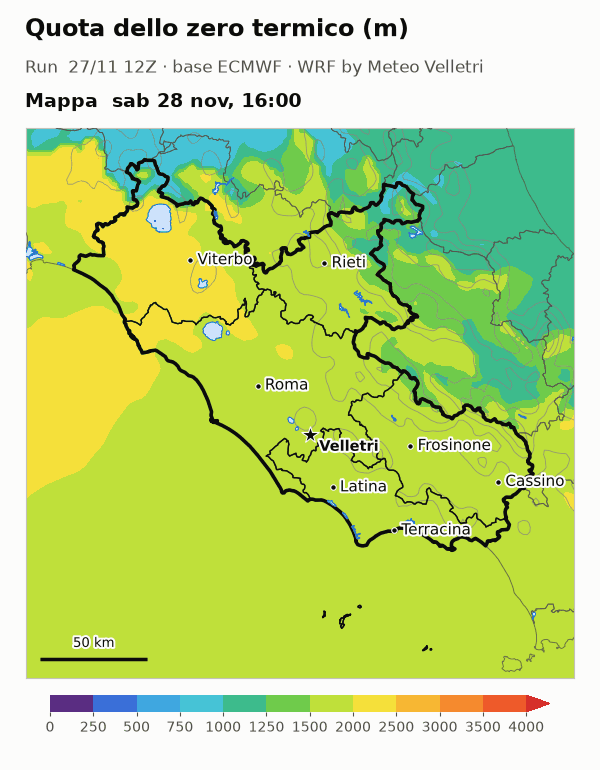 Quota dello zero termico (m)
Run  27/11 12Z · base ECMWF · WRF by Meteo Velletri
Mappa  sab 28 nov, 16:00
Viterbo
Rieti
Roma
Velletri
Frosinone
Cassino
Latina
Terracina
50 km
0 250 500 750 1000 1250 1500 2000 2500 3000 3500 4000